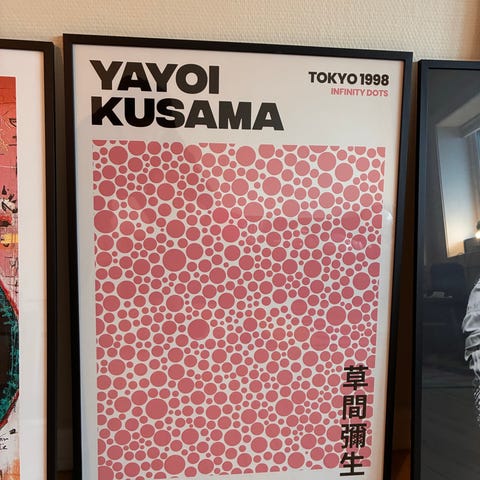 YAYOI
KUSAMA
TOKYO 1998
INFINITY DOTS
草間彌生